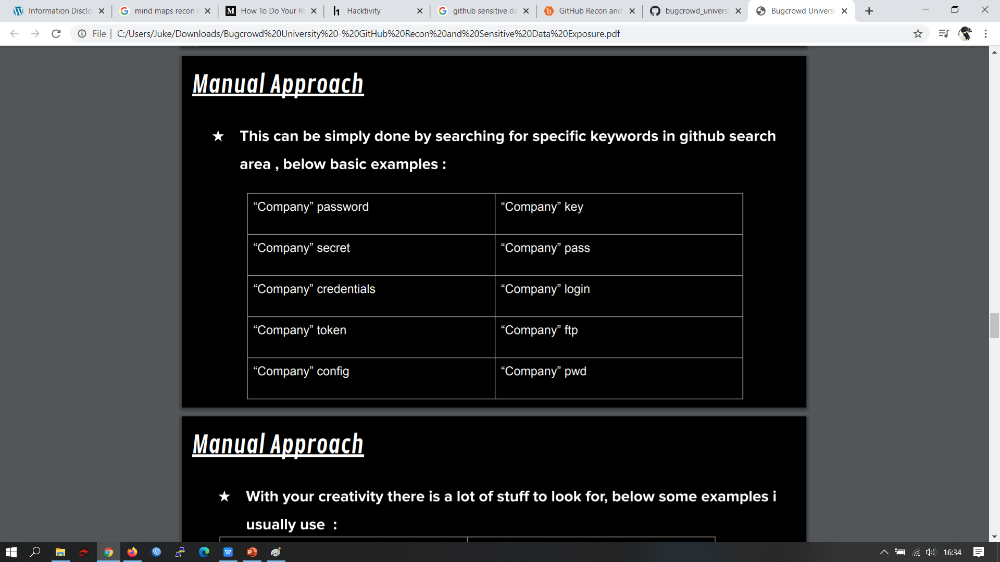 Information Disclo
mind maps recon
How To Do Your Re
Hacktivity
github sensitive da
GitHub Recon and
bugcrowd_universi
Bugcrowd Universi
File
C:/Users/Juke/Downloads/Bugcrowd%20University%20-%20GitHub%20Recon%20and%20Sensitive%20Data%20Exposure.pdf
Manual Approach
★ This can be simply done by searching for specific keywords in github search
area , below basic examples :
“Company” password
“Company” key
“Company” secret
“Company” pass
“Company” credentials
“Company” login
“Company” token
“Company” ftp
“Company” config
“Company” pwd
Manual Approach
★ With your creativity there is a lot of stuff to look for, below some examples i
usually use :
16:34